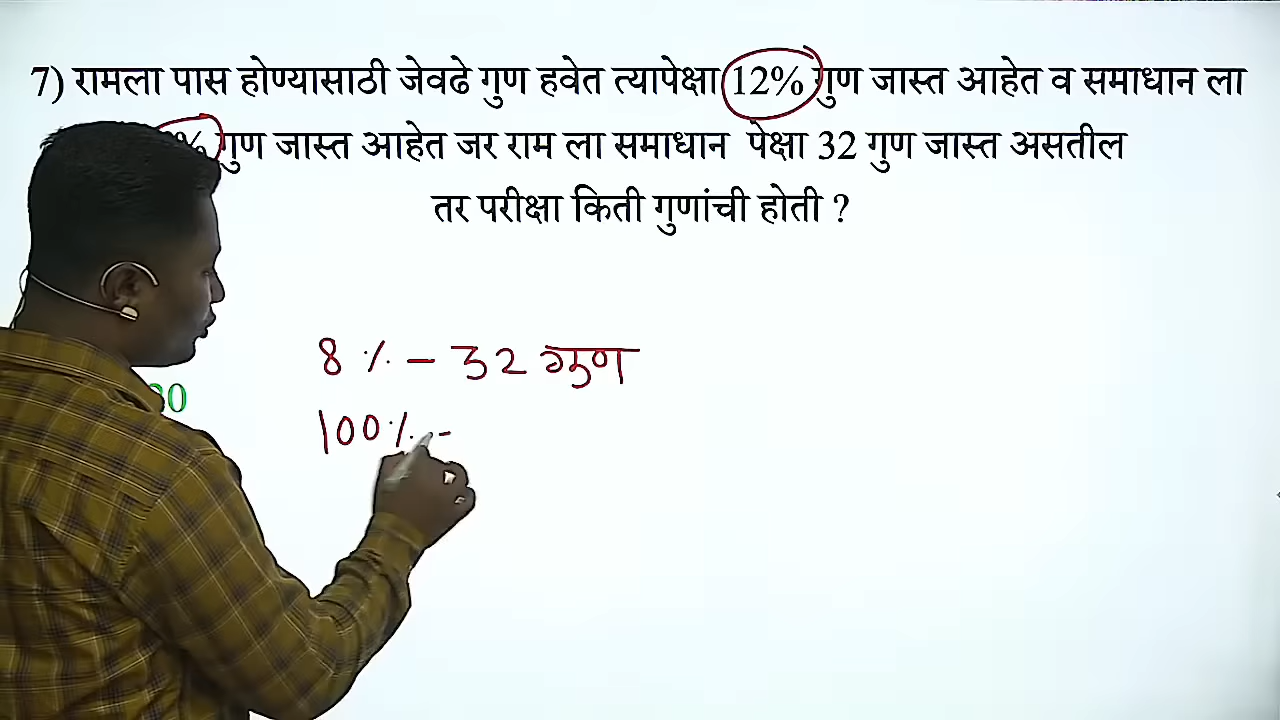 7) रामला पास होण्यासाठी जेवढे गुण हवेत त्यापेक्षा 12% गुण जास्त आहेत व समाधान ला
% गुण जास्त आहेत जर राम ला समाधान पेक्षा 32 गुण जास्त असतील
तर परीक्षा किती गुणांची होती ?
8 % - 32 गुण
100% -